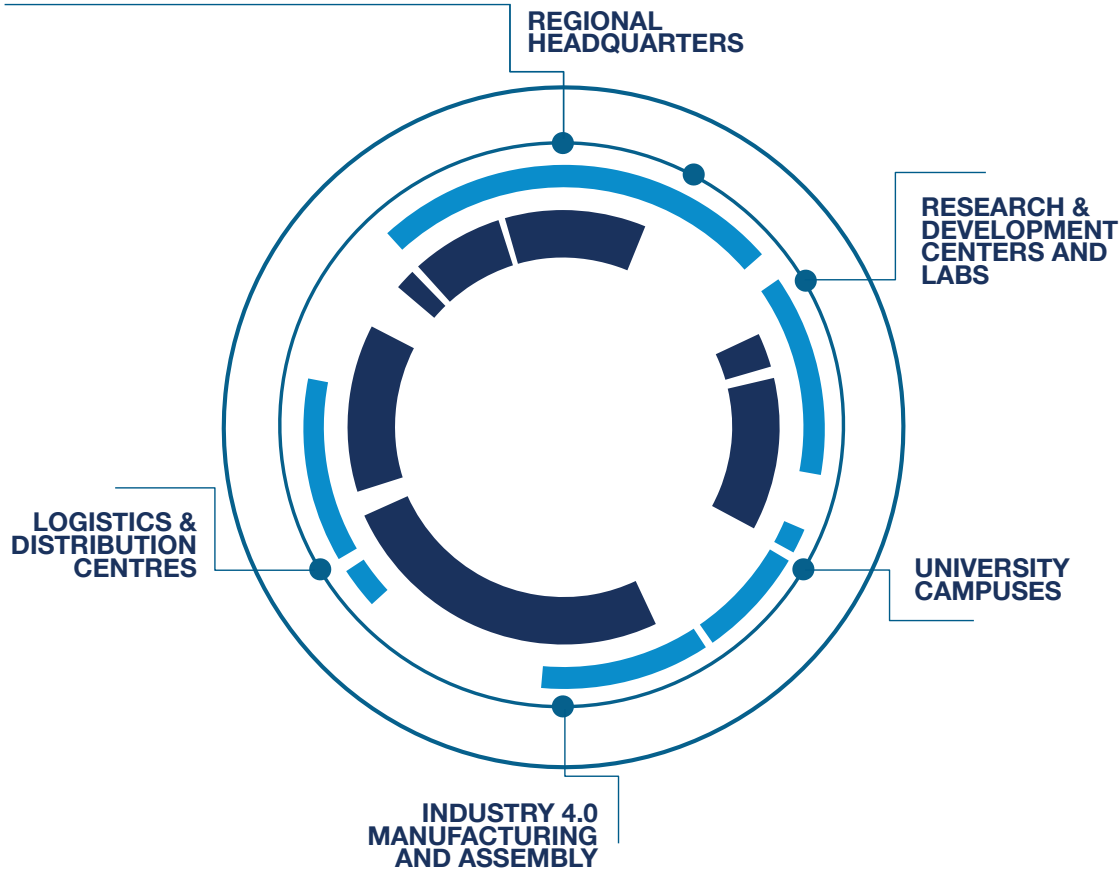 REGIONAL
HEADQUARTERS
RESEARCH &
DEVELOPMENT
CENTERS AND
LABS
LOGISTICS &
DISTRIBUTION
CENTRES
UNIVERSITY
CAMPUSES
INDUSTRY 4.0
MANUFACTURING
AND ASSEMBLY